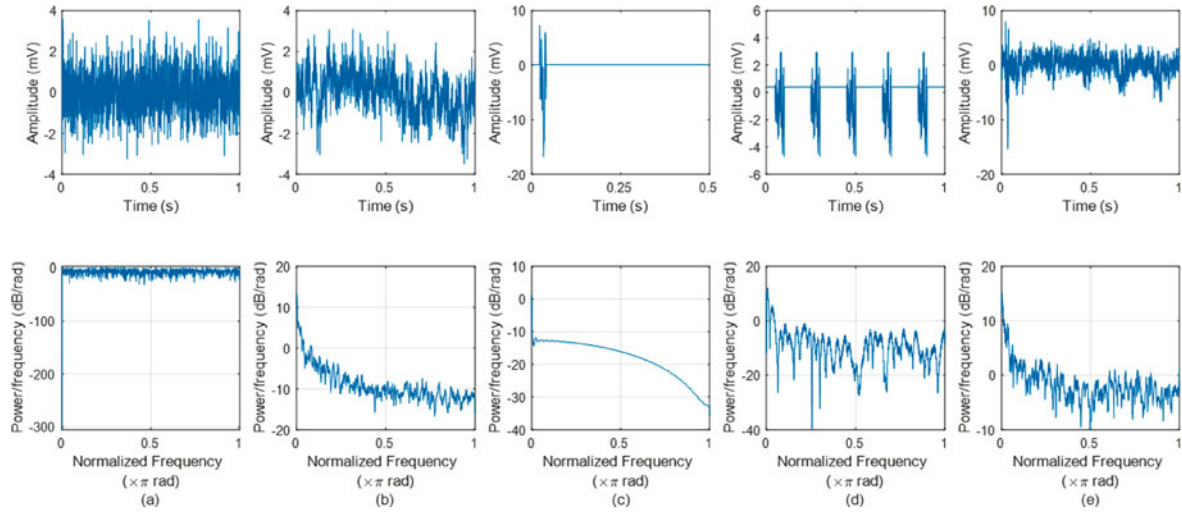 4
2
0
-2
-4
Amplitude (mV)
0 0.5 1
Time (s)
4
2
0
-2
-4
Amplitude (mV)
0 0.5 1
Time (s)
10
0
-10
-20
Amplitude (mV)
0 0.25 0.5
Time (s)
6
4
2
0
-2
-4
-6
Amplitude (mV)
0 0.5 1
Time (s)
10
0
-10
-20
Amplitude (mV)
0 0.5 1
Time (s)
0
-100
-200
-300
Power/frequency (dB/rad)
0 0.5 1
Normalized Frequency
(×π rad)
(a)
20
10
0
-10
-20
Power/frequency (dB/rad)
0 0.5 1
Normalized Frequency
(×π rad)
(b)
10
0
-10
-20
-30
-40
Power/frequency (dB/rad)
0 0.5 1
Normalized Frequency
(×π rad)
(c)
20
0
-20
-40
Power/frequency (dB/rad)
0 0.5 1
Normalized Frequency
(×π rad)
(d)
20
10
0
-10
Power/frequency (dB/rad)
0 0.5 1
Normalized Frequency
(×π rad)
(e)